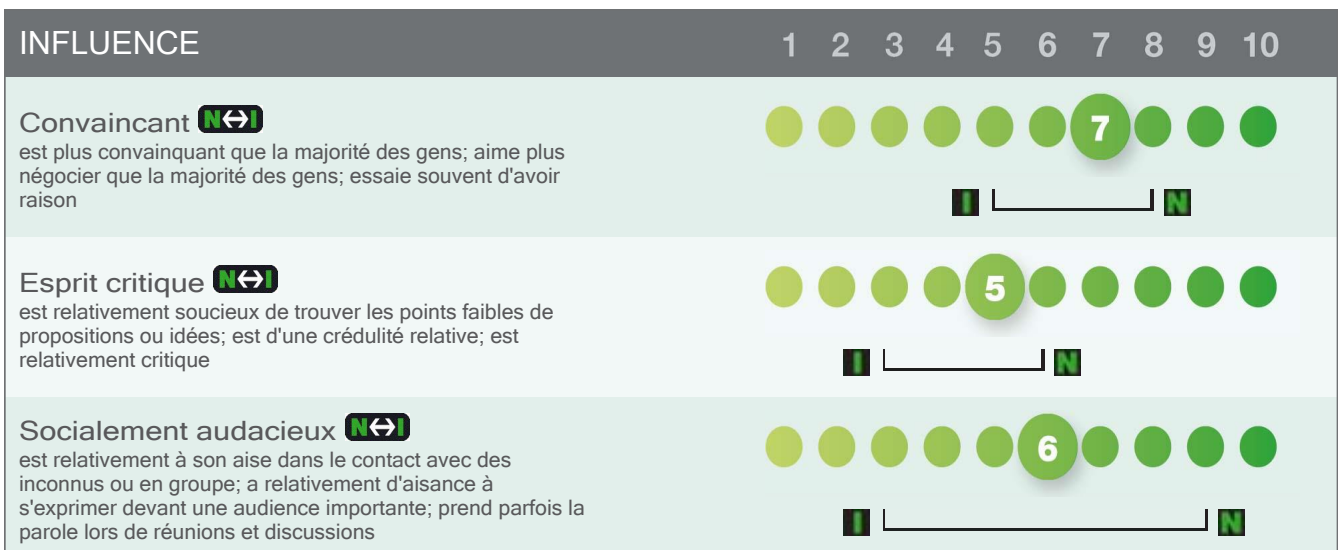 INFLUENCE 1 2 3 4 5 6 7 8 9 10
Convaincant N↔I
est plus convainquant que la majorité des gens; aime plus
négocier que la majorité des gens; essaie souvent d'avoir
raison
7
I N
Esprit critique N↔I
est relativement soucieux de trouver les points faibles de
propositions ou idées; est d'une crédulité relative; est
relativement critique
5
I N
Socialement audacieux N↔I
est relativement à son aise dans le contact avec des
inconnus ou en groupe; a relativement d'aisance à
s'exprimer devant une audience importante; prend parfois la
parole lors de réunions et discussions
6
I N